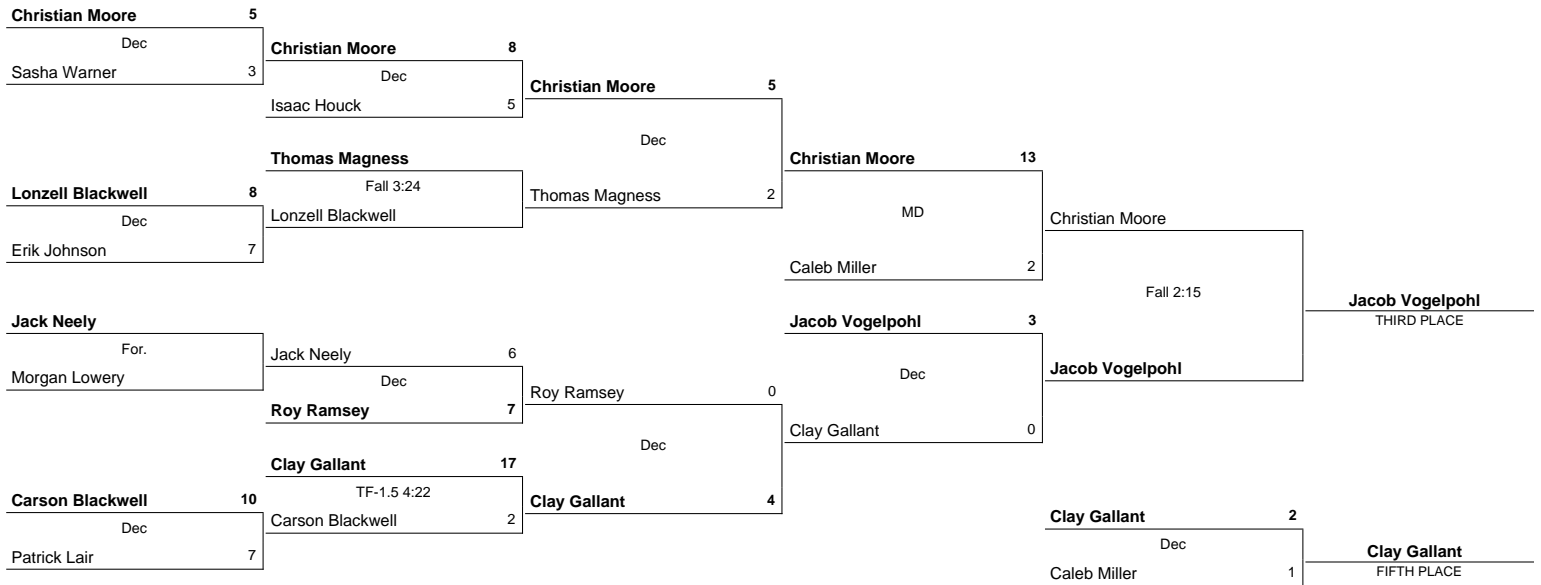 Christian Moore 5
Dec
Sasha Warner 3
Lonzell Blackwell 8
Dec
Erik Johnson 7
Jack Neely
For.
Morgan Lowery
Carson Blackwell 10
Dec
Patrick Lair 7
Christian Moore 8
Dec
Isaac Houck 5
Thomas Magness
Fall 3:24
Lonzell Blackwell
Jack Neely 6
Dec
Roy Ramsey 7
Clay Gallant 17
TF-1.5 4:22
Carson Blackwell 2
Christian Moore 5
Dec
Thomas Magness 2
Roy Ramsey 0
Dec
Clay Gallant 4
Christian Moore 13
MD
Caleb Miller 2
Jacob Vogelpohl 3
Dec
Clay Gallant 0
Christian Moore
Fall 2:15
Jacob Vogelpohl
Jacob Vogelpohl
THIRD PLACE
Clay Gallant 2
Dec
Caleb Miller 1
Clay Gallant
FIFTH PLACE